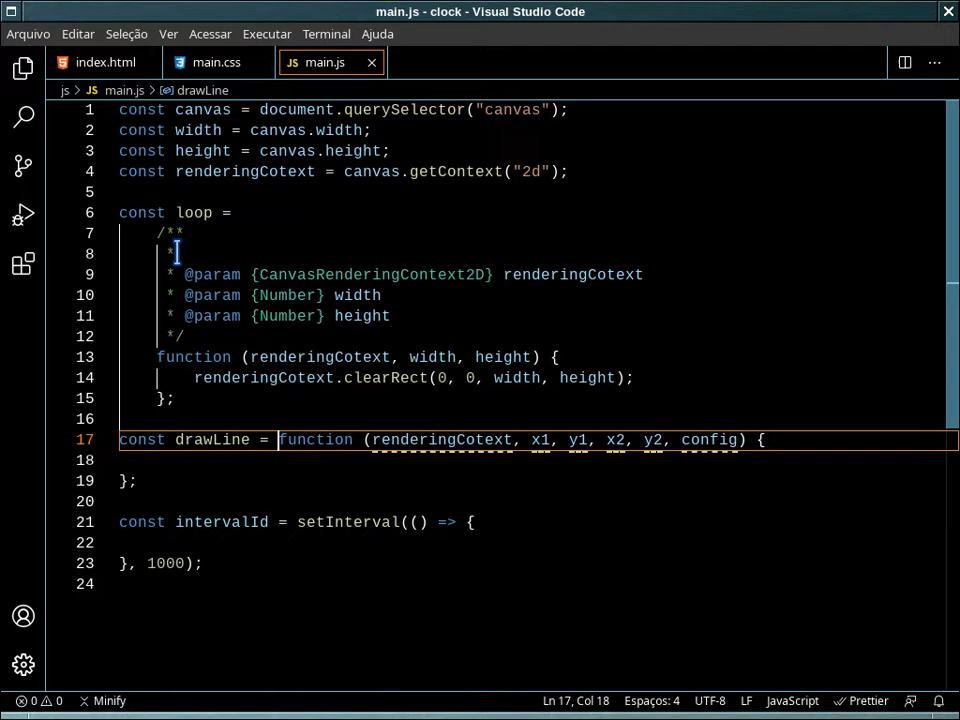 main.js - clock - Visual Studio Code
Arquivo Editar Seleção Ver Acessar Executar Terminal Ajuda
index.html main.css JS main.js
js > JS main.js > drawLine
1 const canvas = document.querySelector("canvas");
2 const width = canvas.width;
3 const height = canvas.height;
4 const renderingCotext = canvas.getContext("2d");
5
6 const loop =
7 /**
8 *
9 * @param {CanvasRenderingContext2D} renderingCotext
10 * @param {Number} width
11 * @param {Number} height
12 */
13 function (renderingCotext, width, height) {
14 renderingCotext.clearRect(0, 0, width, height);
15 };
16
17 const drawLine = function (renderingCotext, x1, y1, x2, y2, config) {
18
19 };
20
21 const intervalId = setInterval(() => {
22
23 }, 1000);
24
0 0 Minify Ln 17, Col 18 Espaços: 4 UTF-8 LF JavaScript Prettier